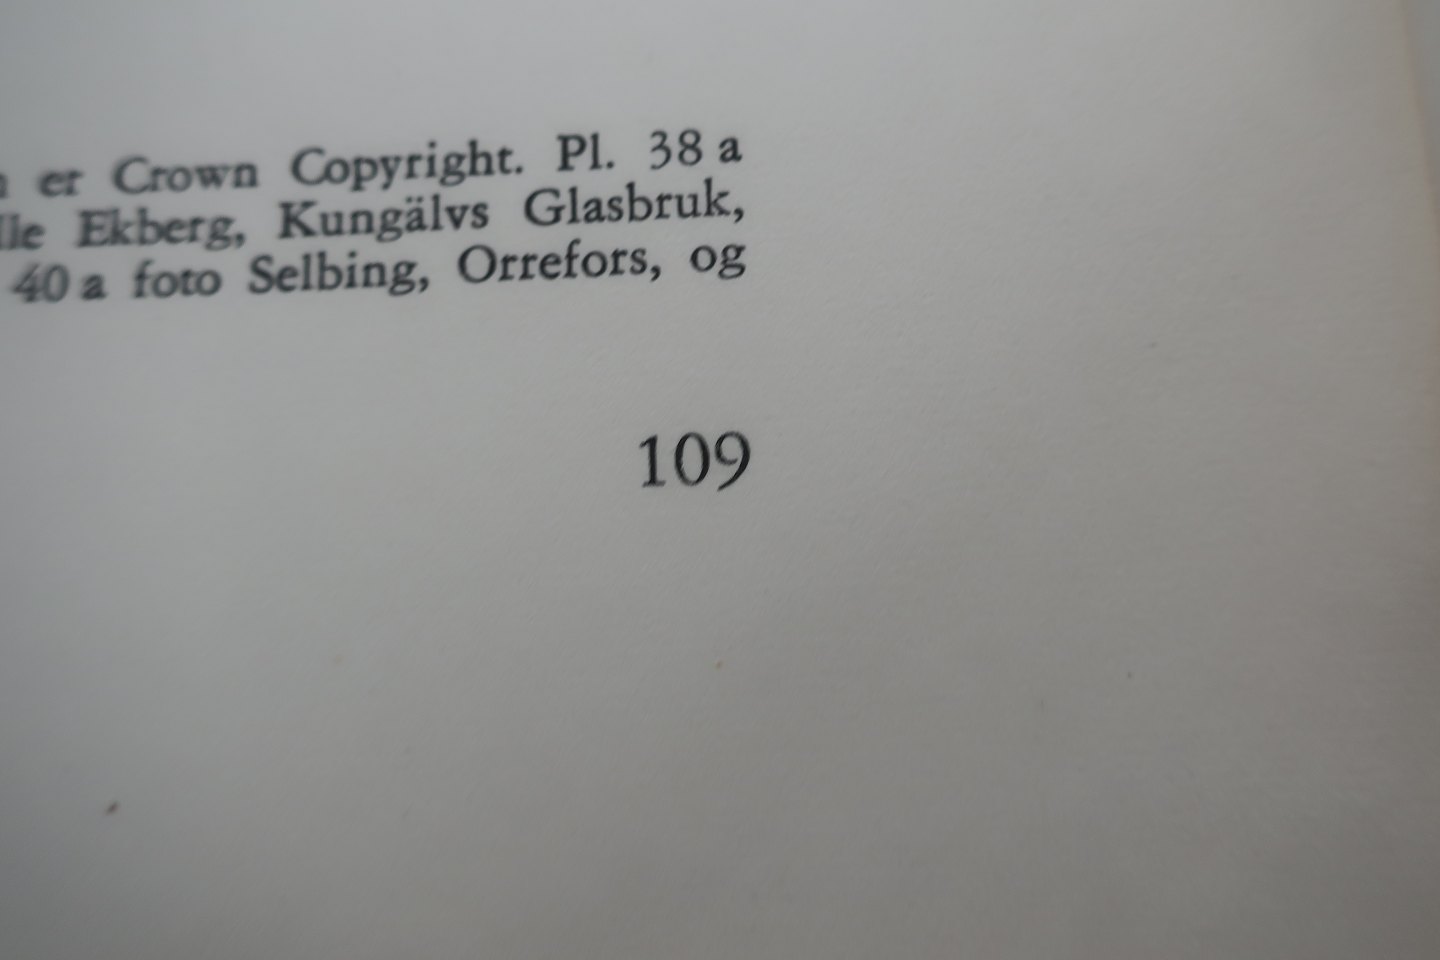 er Crown Copyright. Pl. 38 a
Ekberg, Kungälvs Glasbruk,
40 a foto Selbing, Orrefors, og
109